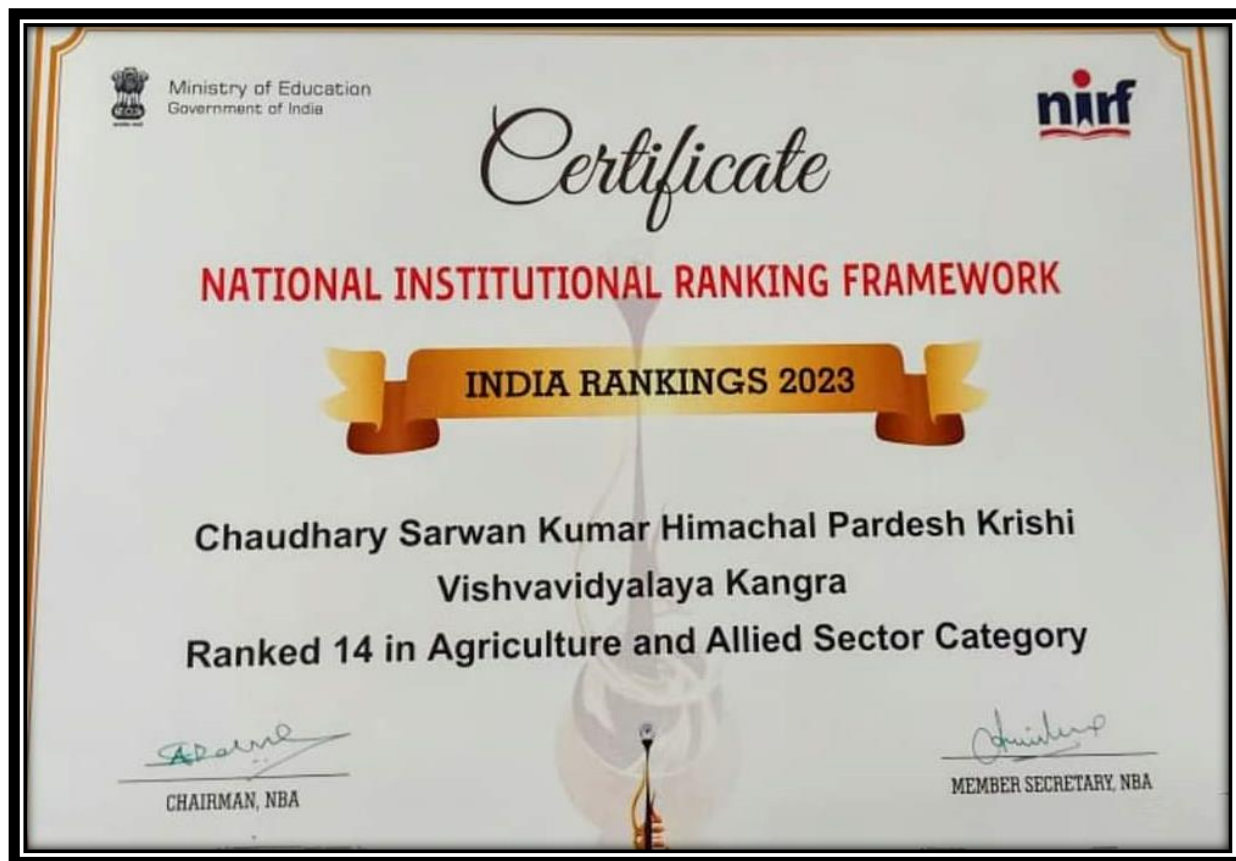 Ministry of Education
Government of India
nirf
Certificate
NATIONAL INSTITUTIONAL RANKING FRAMEWORK
INDIA RANKINGS 2023
Chaudhary Sarwan Kumar Himachal Pardesh Krishi
Vishvavidyalaya Kangra
Ranked 14 in Agriculture and Allied Sector Category
CHAIRMAN, NBA
MEMBER SECRETARY, NBA